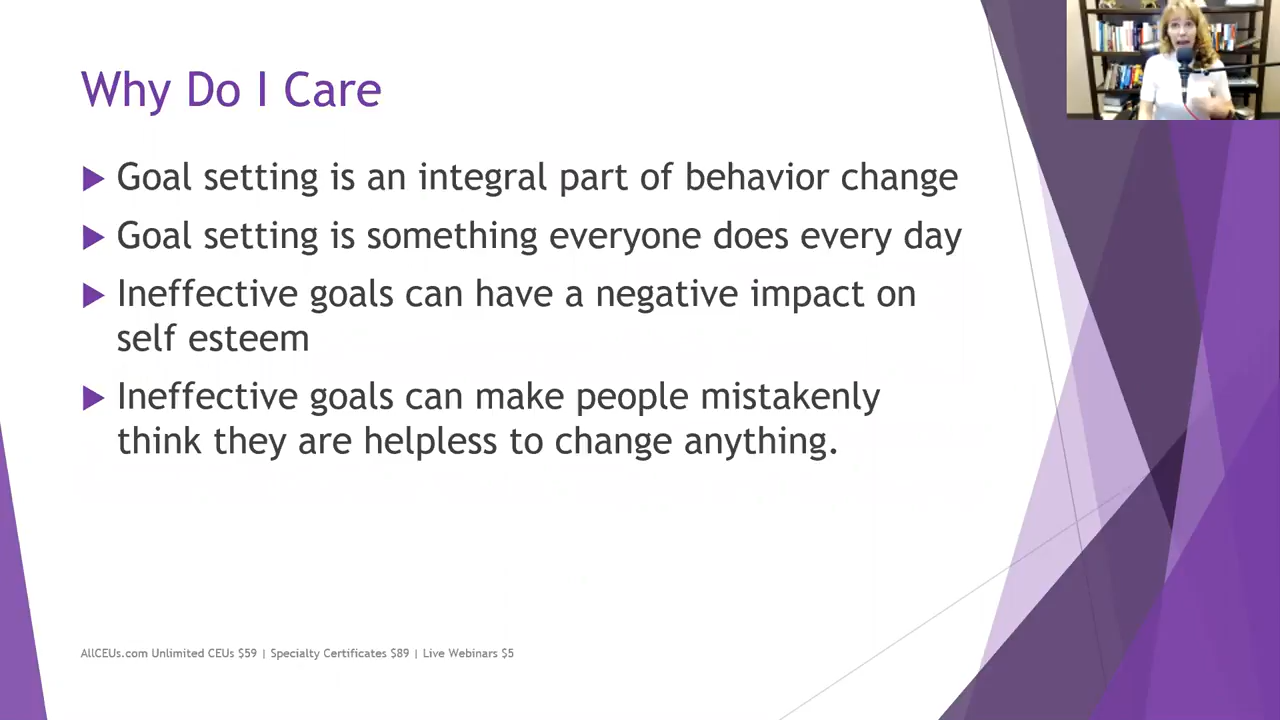 Why Do I Care
Goal setting is an integral part of behavior change
Goal setting is something everyone does every day
Ineffective goals can have a negative impact on
self esteem
Ineffective goals can make people mistakenly
think they are helpless to change anything.
AllCEUs.com Unlimited CEUs $59 | Specialty Certificates $89 | Live Webinars $5